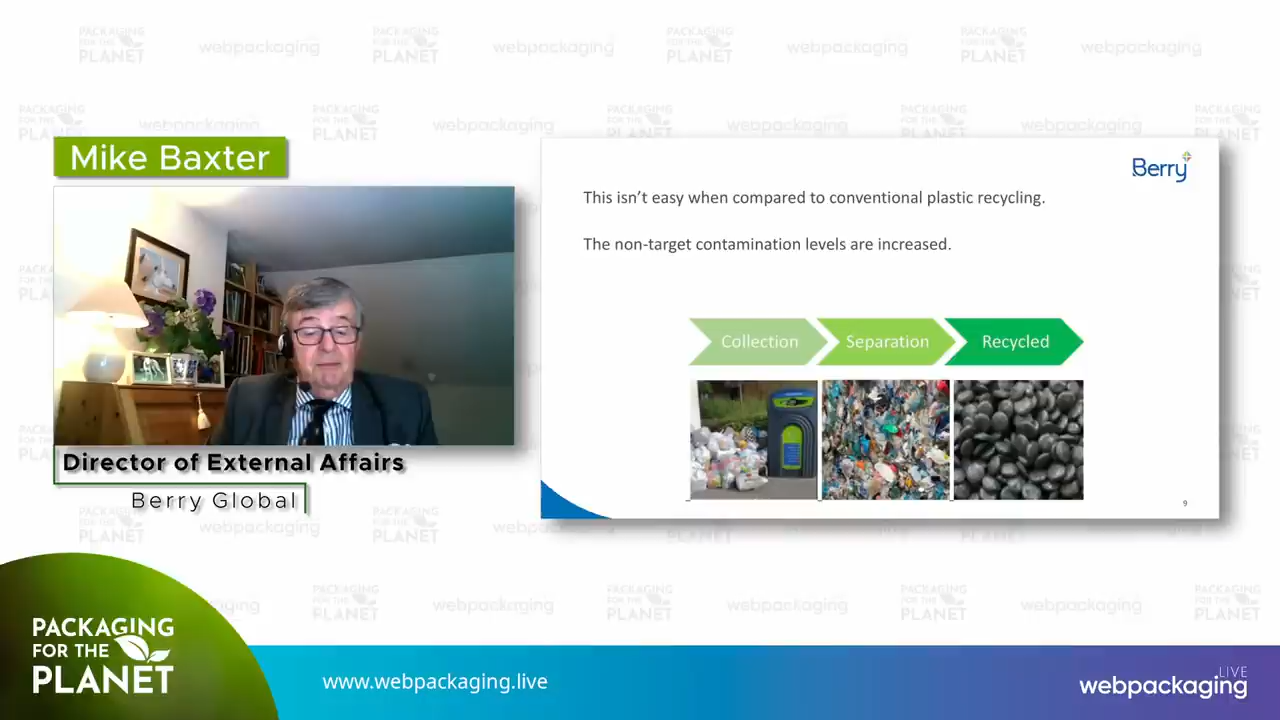 Mike Baxter
Director of External Affairs
Berry Global
Berry
This isn't easy when compared to conventional plastic recycling.
The non-target contamination levels are increased.
Collection
Separation
Recycled
9
PACKAGING
FOR THE
PLANET
www.webpackaging.live
LIVE
webpackaging